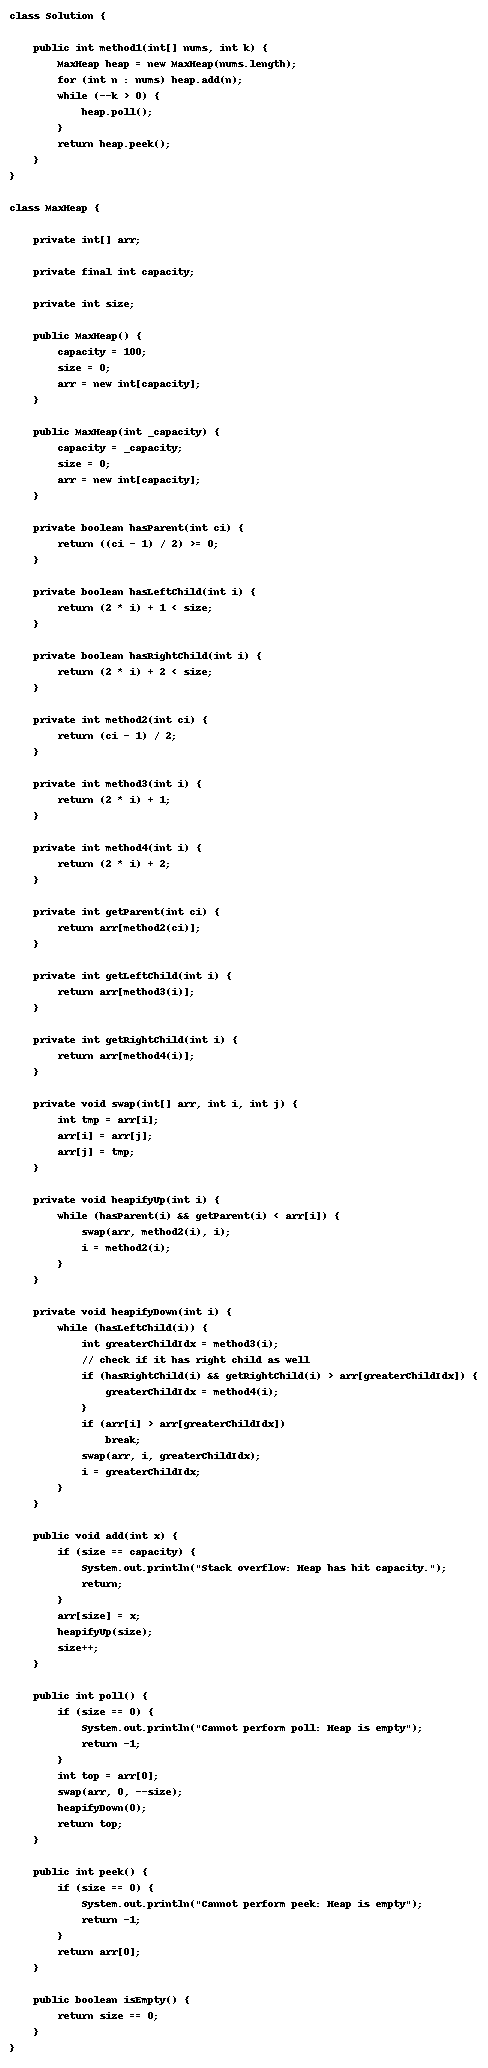 class Solution {
    public int method1(int[] nums, int k) {
        MaxHeap heap = new MaxHeap(nums.length);
        for (int n : nums) heap.add(n);
        while (--k > 0) {
            heap.poll();
        }
        return heap.peek();
    }
}
class MaxHeap {
    private int[] arr;
    private final int capacity;
    private int size;
    public MaxHeap() {
        capacity = 100;
        size = 0;
        arr = new int[capacity];
    }
    public MaxHeap(int _capacity) {
        capacity = _capacity;
        size = 0;
        arr = new int[capacity];
    }
    private boolean hasParent(int ci) {
        return ((ci - 1) / 2) >= 0;
    }
    private boolean hasLeftChild(int i) {
        return (2 * i) + 1 < size;
    }
    private boolean hasRightChild(int i) {
        return (2 * i) + 2 < size;
    }
    private int method2(int ci) {
        return (ci - 1) / 2;
    }
    private int method3(int i) {
        return (2 * i) + 1;
    }
    private int method4(int i) {
        return (2 * i) + 2;
    }
    private int getParent(int ci) {
        return arr[method2(ci)];
    }
    private int getLeftChild(int i) {
        return arr[method3(i)];
    }
    private int getRightChild(int i) {
        return arr[method4(i)];
    }
    private void swap(int[] arr, int i, int j) {
        int tmp = arr[i];
        arr[i] = arr[j];
        arr[j] = tmp;
    }
    private void heapifyUp(int i) {
        while (hasParent(i) && getParent(i) < arr[i]) {
            swap(arr, method2(i), i);
            i = method2(i);
        }
    }
    private void heapifyDown(int i) {
        while (hasLeftChild(i)) {
            int greaterChildIdx = method3(i);
            // check if it has right child as well
            if (hasRightChild(i) && getRightChild(i) > arr[greaterChildIdx]) {
                greaterChildIdx = method4(i);
            }
            if (arr[i] > arr[greaterChildIdx])
                break;
            swap(arr, i, greaterChildIdx);
            i = greaterChildIdx;
        }
    }
    public void add(int x) {
        if (size == capacity) {
            System.out.println("Stack overflow: Heap has hit capacity.");
            return;
        }
        arr[size] = x;
        heapifyUp(size);
        size++;
    }
    public int poll() {
        if (size == 0) {
            System.out.println("Cannot perform poll: Heap is empty");
            return -1;
        }
        int top = arr[0];
        swap(arr, 0, --size);
        heapifyDown(0);
        return top;
    }
    public int peek() {
        if (size == 0) {
            System.out.println("Cannot perform peek: Heap is empty");
            return -1;
        }
        return arr[0];
    }
    public boolean isEmpty() {
        return size == 0;
    }
}